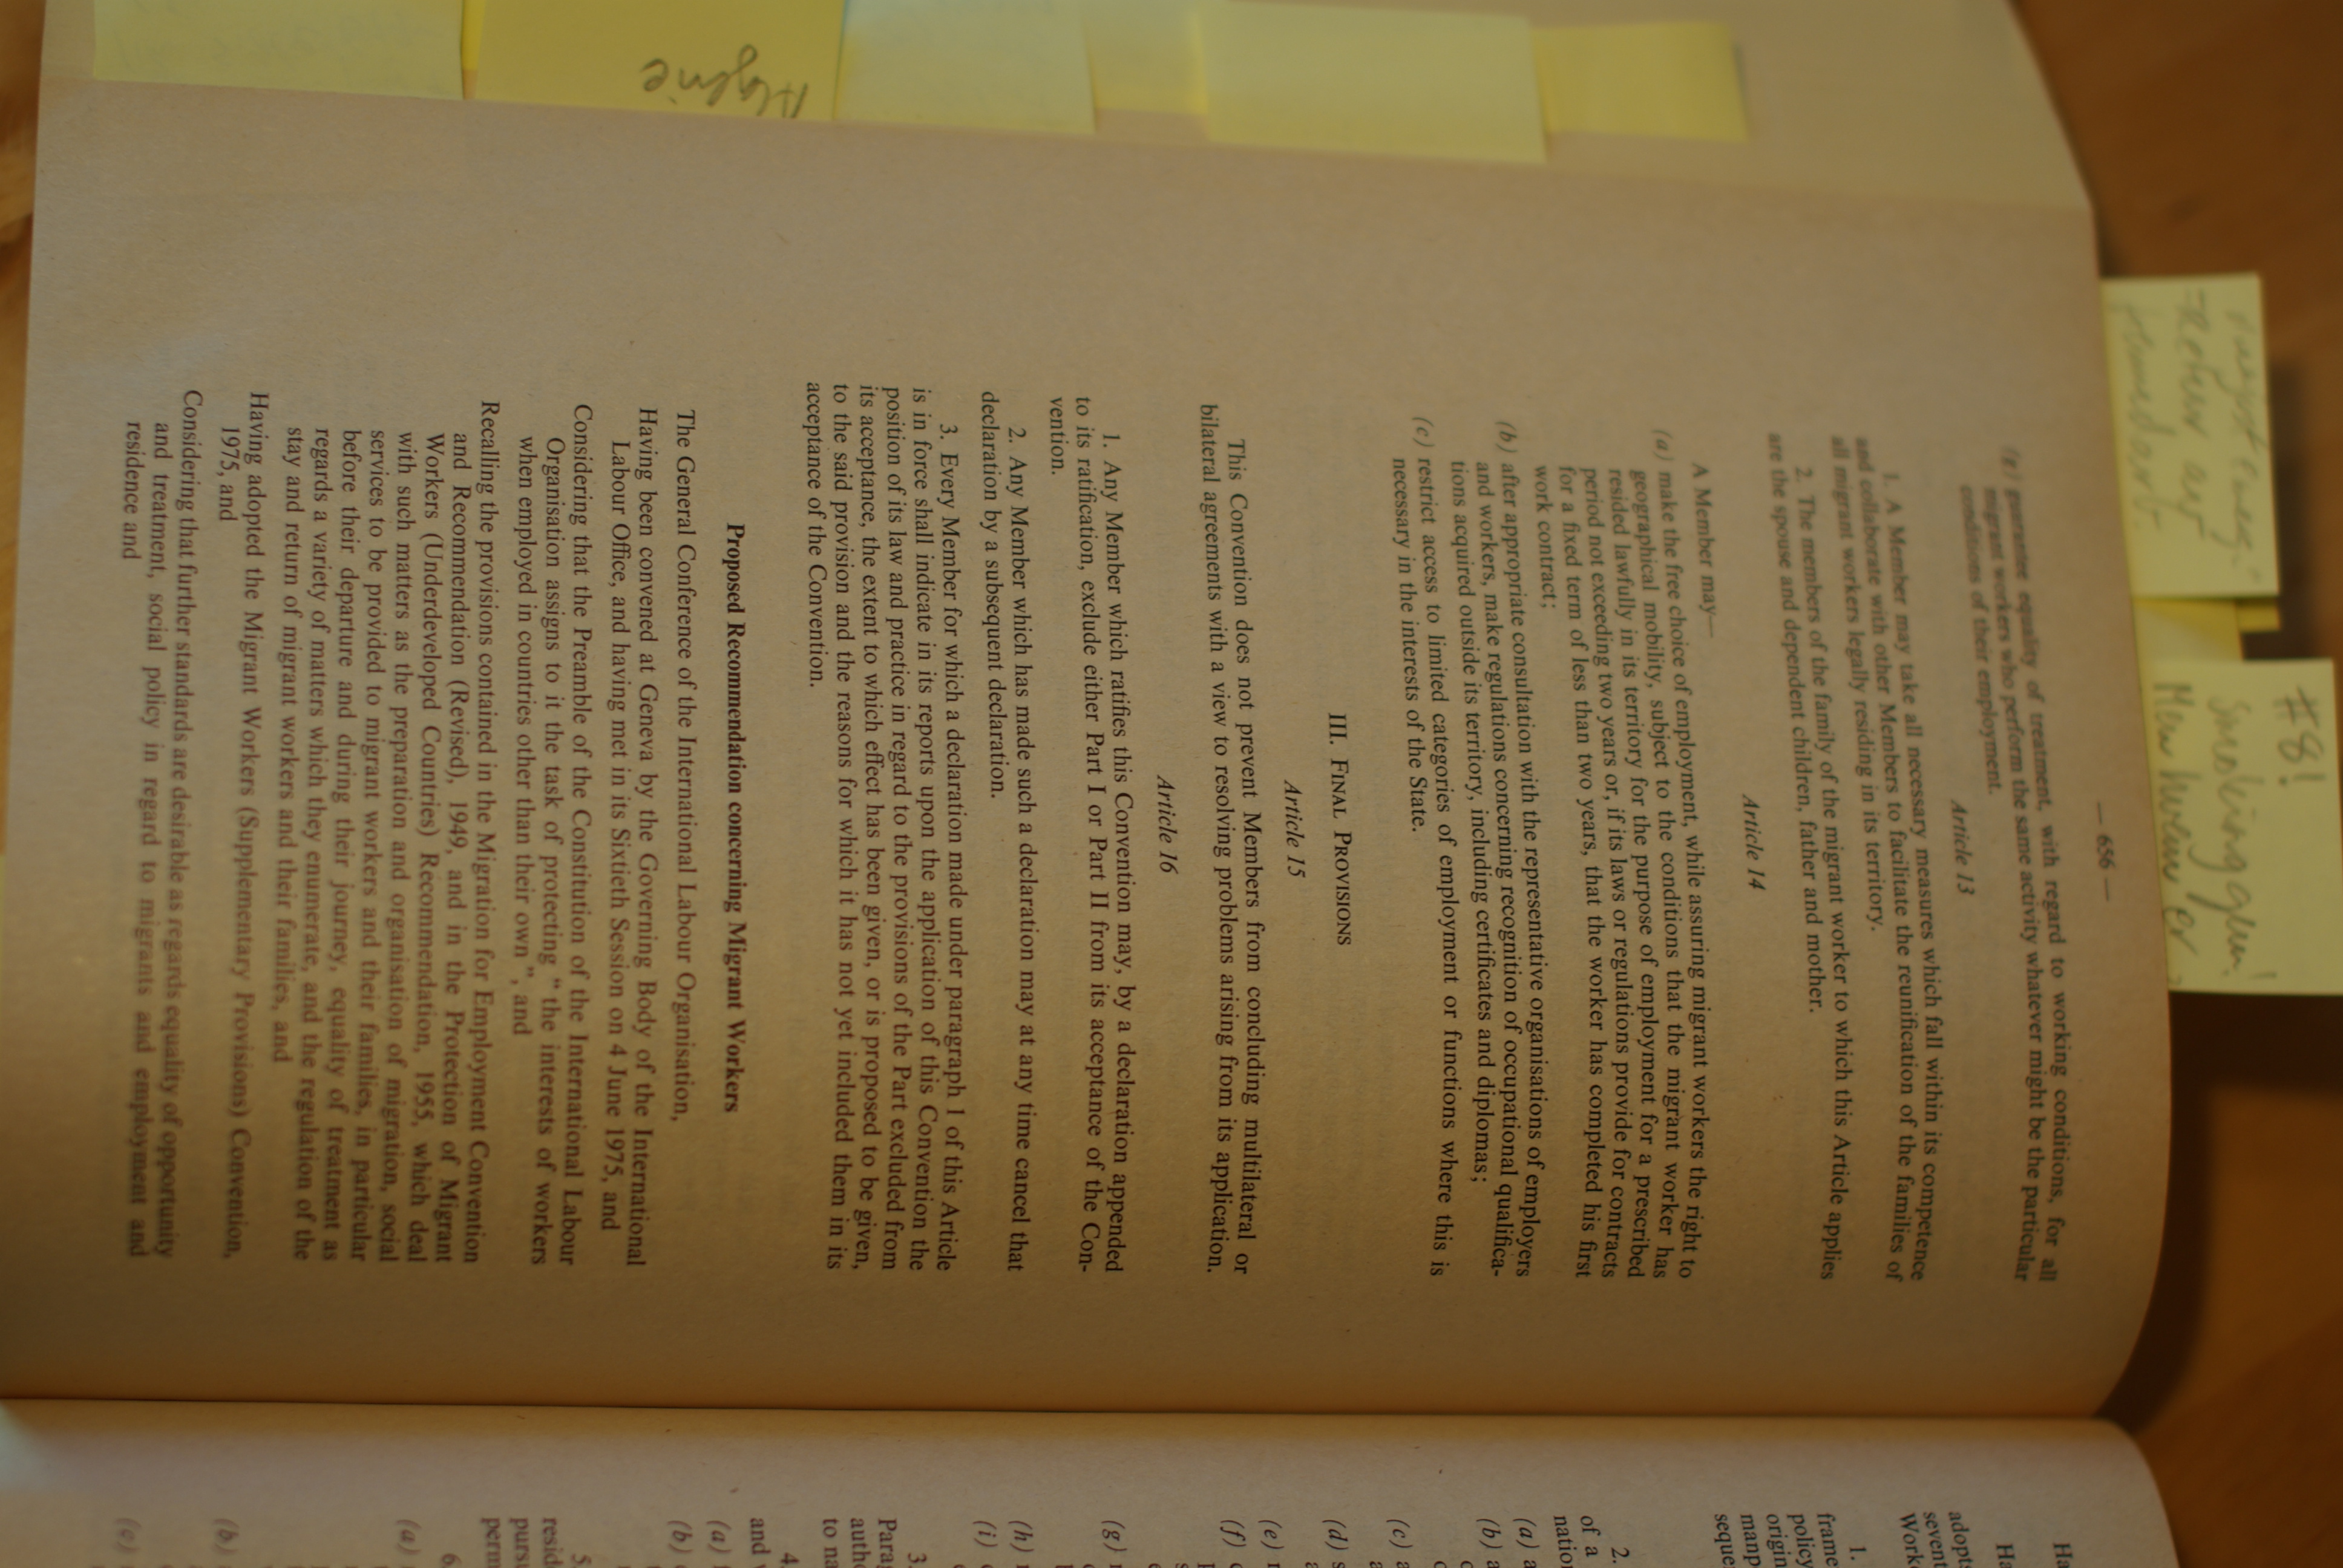 #8!
smoking gun!
Men hvem er
Return av
— 656 —
(g) guarantee equality of treatment, with regard to working conditions, for all
migrant workers who perform the same activity whatever might be the particular
conditions of their employment.
Article 13
1. A Member may take all necessary measures which fall within its competence
and collaborate with other Members to facilitate the reunification of the families of
all migrant workers legally residing in its territory.
2. The members of the family of the migrant worker to which this Article applies
are the spouse and dependent children, father and mother.
Article 14
A Member may—
(a) make the free choice of employment, while assuring migrant workers the right to
geographical mobility, subject to the conditions that the migrant worker has
resided lawfully in its territory for the purpose of employment for a prescribed
period not exceeding two years or, if its laws or regulations provide for contracts
for a fixed term of less than two years, that the worker has completed his first
work contract;
(b) after appropriate consultation with the representative organisations of employers
and workers, make regulations concerning recognition of occupational qualifica-
tions acquired outside its territory, including certificates and diplomas;
(c) restrict access to limited categories of employment or functions where this is
necessary in the interests of the State.
III. FINAL PROVISIONS
Article 15
This Convention does not prevent Members from concluding multilateral or
bilateral agreements with a view to resolving problems arising from its application.
Article 16
1. Any Member which ratifies this Convention may, by a declaration appended
to its ratification, exclude either Part I or Part II from its acceptance of the Con-
vention.
2. Any Member which has made such a declaration may at any time cancel that
declaration by a subsequent declaration.
3. Every Member for which a declaration made under paragraph 1 of this Article
is in force shall indicate in its reports upon the application of this Convention the
position of its law and practice in regard to the provisions of the Part excluded from
its acceptance, the extent to which effect has been given, or is proposed to be given,
to the said provision and the reasons for which it has not yet included them in its
acceptance of the Convention.
Proposed Recommendation concerning Migrant Workers
The General Conference of the International Labour Organisation,
Having been convened at Geneva by the Governing Body of the International
Labour Office, and having met in its Sixtieth Session on 4 June 1975, and
Considering that the Preamble of the Constitution of the International Labour
Organisation assigns to it the task of protecting " the interests of workers
when employed in countries other than their own ", and
Recalling the provisions contained in the Migration for Employment Convention
and Recommendation (Revised), 1949, and in the Protection of Migrant
Workers (Underdeveloped Countries) Recommendation, 1955, which deal
with such matters as the preparation and organisation of migration, social
services to be provided to migrant workers and their families, in particular
before their departure and during their journey, equality of treatment as
regards a variety of matters which they enumerate, and the regulation of the
stay and return of migrant workers and their families, and
Having adopted the Migrant Workers (Supplementary Provisions) Convention,
1975, and
Considering that further standards are desirable as regards equality of opportunity
and treatment, social policy in regard to migrants and employment and
residence and
Ha
Ha
adopts
sevent
Work
1.
frame
policy
origin
manp
seque
2.
of a
natio
(a) a
(b) a
(c) a
a
(d) s
a
(e) r
(f)
(g)
(h)
(i)
3.
Para
auth
to na
4.
and
(a)
(b)
5.
resid
purs
perm
6.
(a)
(b)
(c)